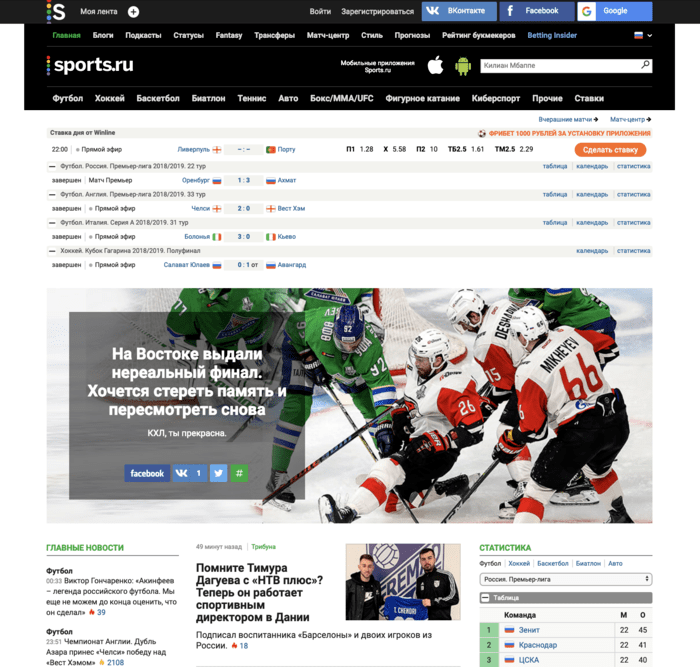 S Моя лента Войти Зарегистрироваться ВКонтакте Facebook Google
Главная Блоги Подкасты Статусы Fantasy Трансферы Матч-центр Стиль Прогнозы Рейтинг букмекеров Betting Insider
sports.ru Мобильные приложения
Sports.ru
Килиан Мбаппе
Футбол Хоккей Баскетбол Биатлон Теннис Авто Бокс/MMA/UFC Фигурное катание Киберспорт Прочие Ставки
Вчерашние матчи Матч-центр
Ставка дня от Winline ФРИБЕТ 1000 РУБЛЕЙ ЗА УСТАНОВКУ ПРИЛОЖЕНИЯ
22:00 Прямой эфир Ливерпуль – : – Порту П1 1.28 X 5.58 П2 10 ТБ2.5 1.61 ТМ2.5 2.29 Сделать ставку
Футбол. Россия. Премьер-лига 2018/2019. 22 тур таблица календарь статистика
завершен Матч Премьер Оренбург 1 : 3 Ахмат
Футбол. Англия. Премьер-лига 2018/2019. 33 тур таблица календарь статистика
завершен Прямой эфир Челси 2 : 0 Вест Хэм
Футбол. Италия. Серия А 2018/2019. 31 тур таблица календарь статистика
завершен Прямой эфир Болонья 3 : 0 Кьево
Хоккей. Кубок Гагарина 2018/2019. Полуфинал календарь статистика
завершен Прямой эфир Салават Юлаев 0 : 1 от Авангард
На Востоке выдали
нереальный финал.
Хочется стереть память и
пересмотреть снова
КХЛ, ты прекрасна.
facebook 1 #
77
92
92
26
DESHA
MIKHEYEV
66
ГЛАВНЫЕ НОВОСТИ
Футбол
00:33 Виктор Гончаренко: «Акинфеев
– легенда российского футбола. Мы
еще не можем до конца оценить, что
он сделал» 39
Футбол
23:51 Чемпионат Англии. Дубль
Азара принес «Челси» победу над
«Вест Хэмом» 2108
49 минут назад Трибуна
Помните Тимура
Дагуева с «НТВ плюс»?
Теперь он работает
спортивным
директором в Дании
Подписал воспитанника «Барселоны» и двоих игроков из
России. 18
T. CHEKORI
СТАТИСТИКА
Футбол Хоккей Баскетбол Биатлон Авто
Россия. Премьер-лига
Таблица
Команда М О
1 Зенит 22 45
2 Краснодар 22 41
3 ЦСКА 22 40